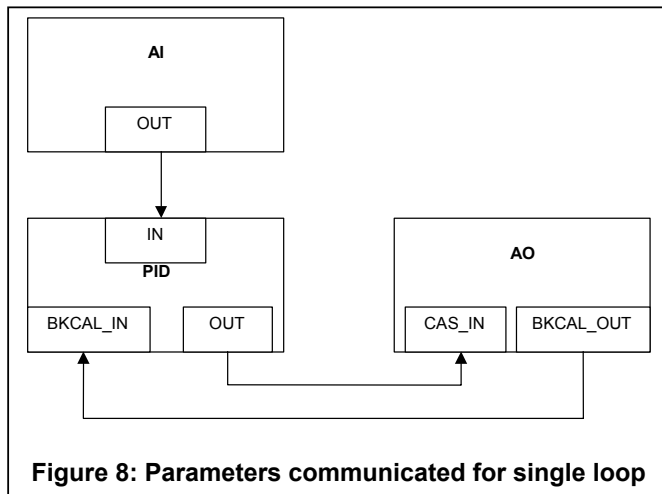 AI
OUT
IN
PID
AO
BKCAL_IN
OUT
CAS_IN
BKCAL_OUT
Figure 8: Parameters communicated for single loop